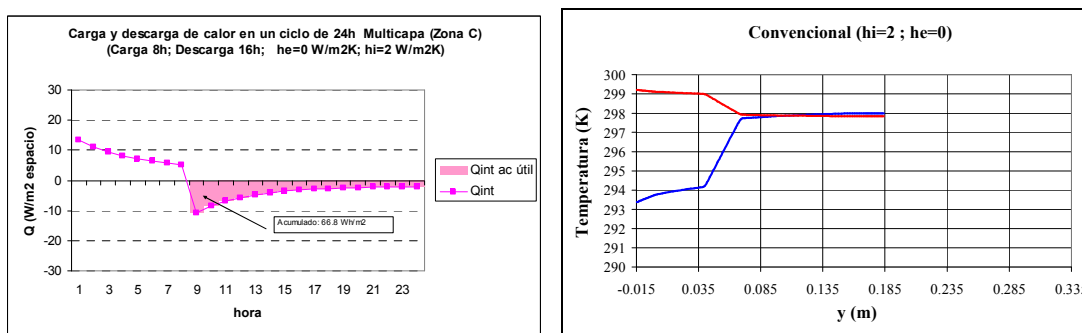 Carga y descarga de calor en un ciclo de 24h Multicapa (Zona C)
(Carga 8h; Descarga 16h; he=0 W/m2K; hi=2 W/m2K)
Q (W/m2 espacio)
30
20
10
0
-10
-20
-30
1 3 5 7 9 11 13 15 17 19 21 23
hora
Acumulado: 66.8 Wh/m2
Qint ac útil
Qint
Convencional (hi=2 ; he=0)
Temperatura (K)
300
299
298
297
296
295
294
293
292
291
290
-0.015 0.035 0.085 0.135 0.185 0.235 0.285 0.335
y (m)